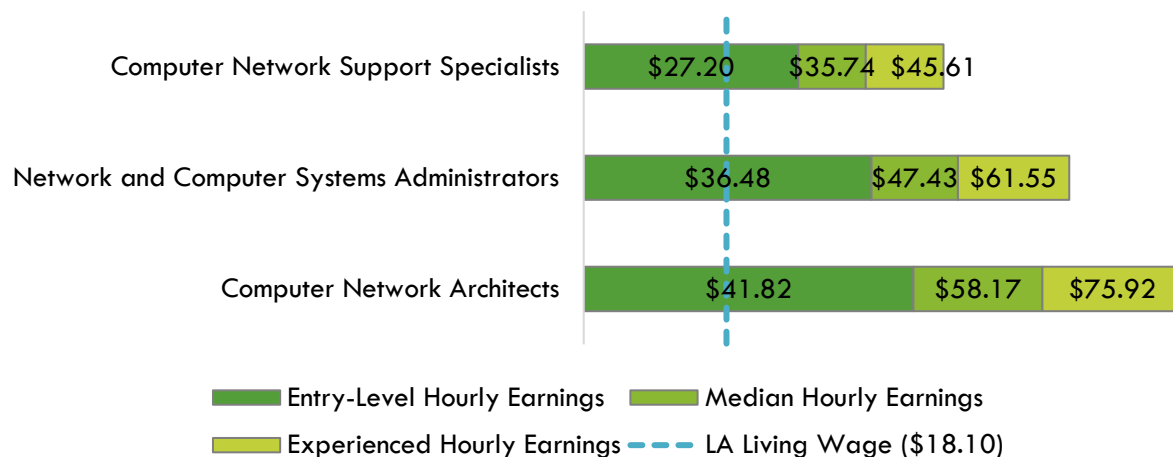 Computer Network Support Specialists $27.20 $35.74 $45.61
Network and Computer Systems Administrators $36.48 $47.43 $61.55
Computer Network Architects $41.82 $58.17 $75.92
Entry-Level Hourly Earnings Median Hourly Earnings
Experienced Hourly Earnings LA Living Wage ($18.10)